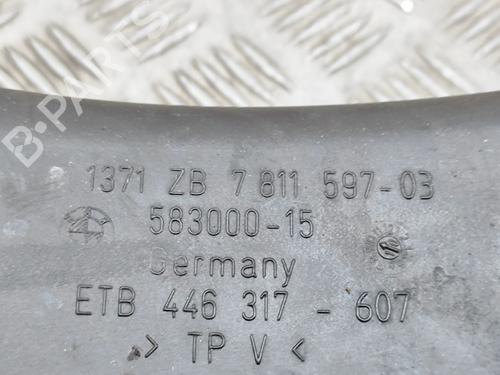 B-PARTS
1371 ZB 7 811 597-03
583000-15
Germany
ETB 446 317 - 607
> TP V <